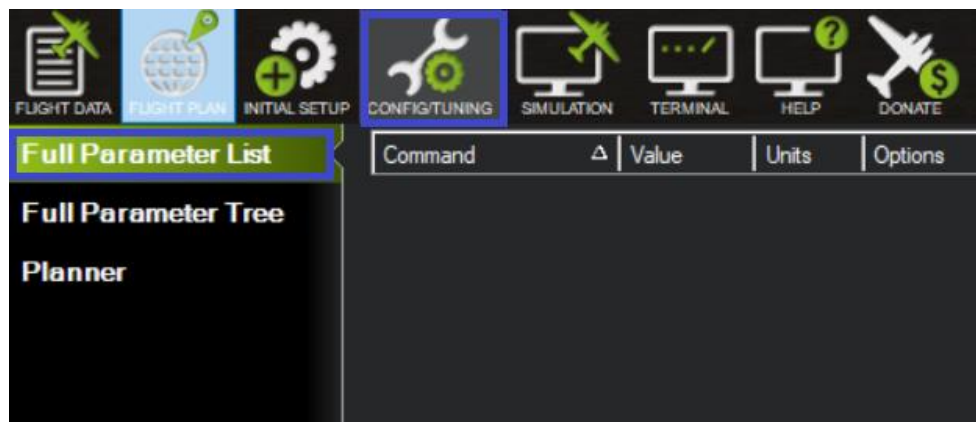 FLIGHT DATA FLIGHT PLAN INITIAL SETUP CONFIG/TUNING SIMULATION TERMINAL HELP DONATE
Full Parameter List
Command Value Units Options
Full Parameter Tree
Planner